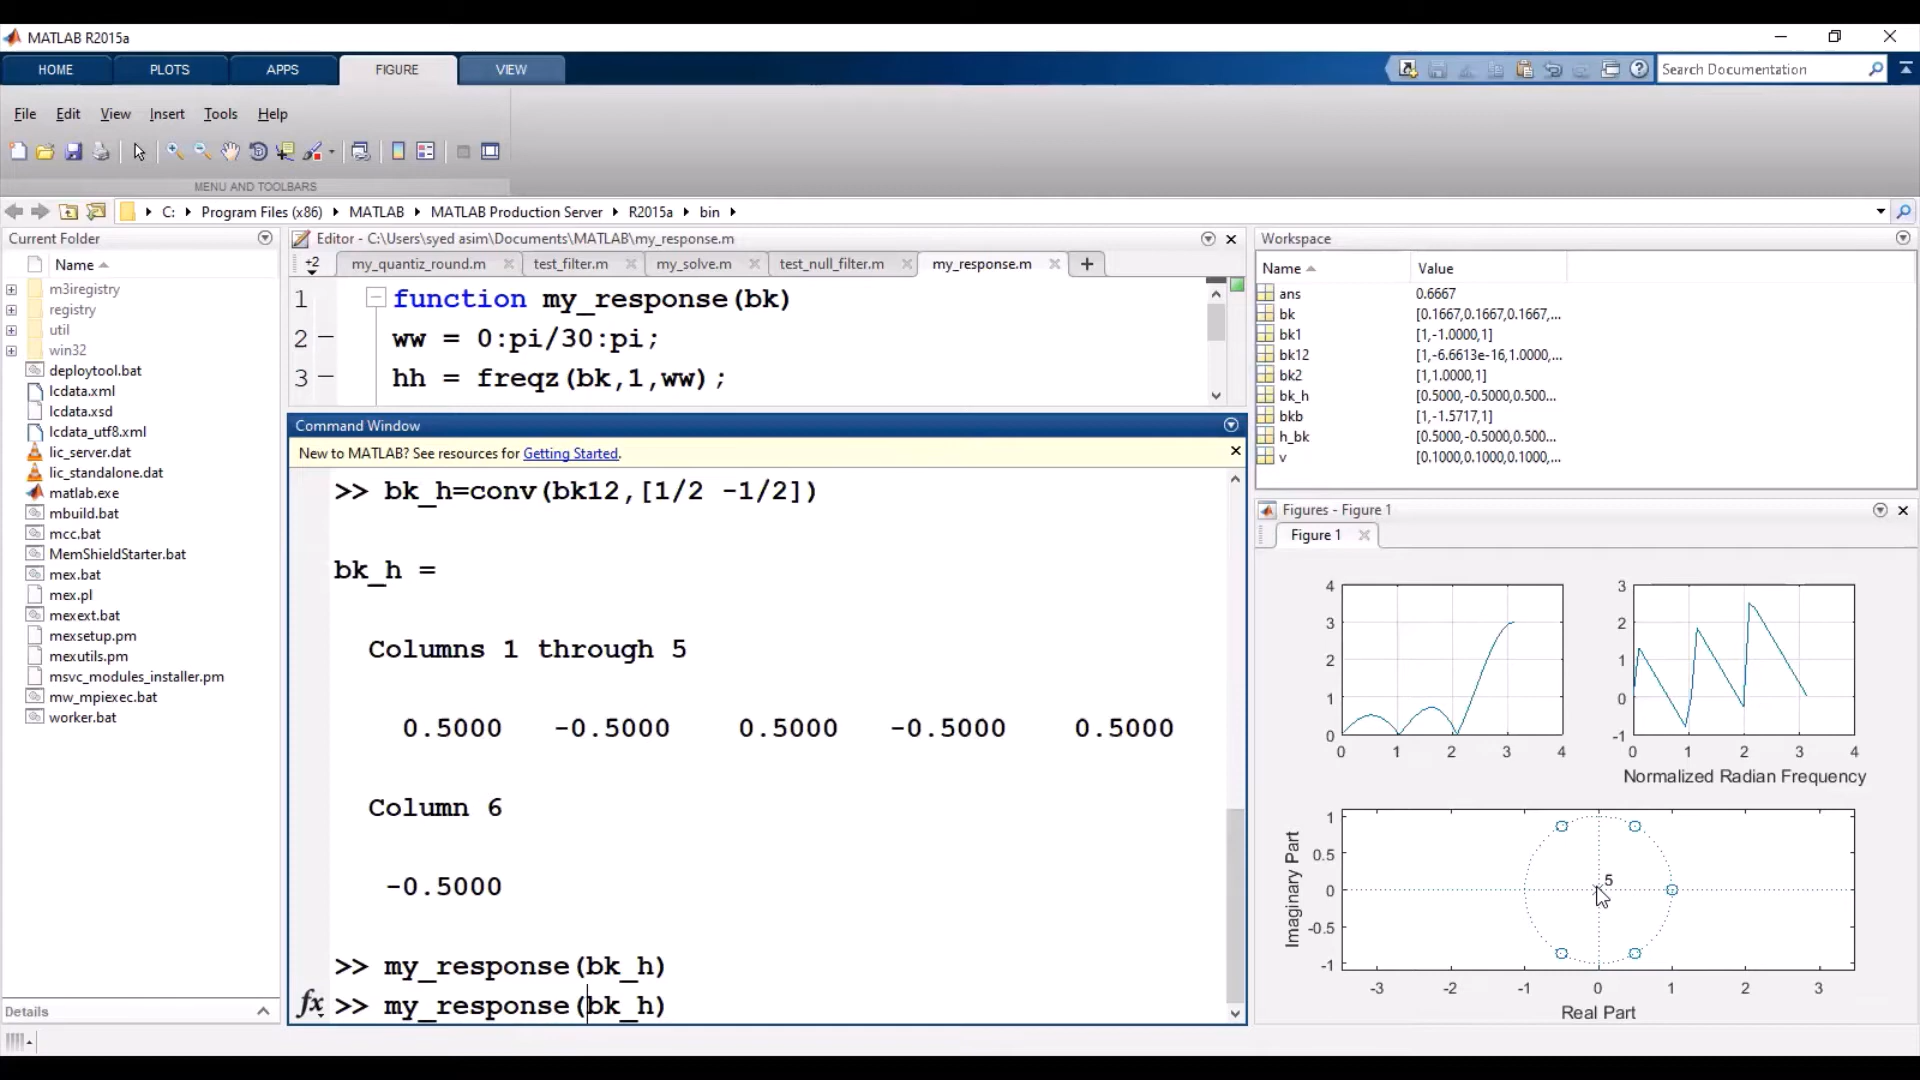 MATLAB R2015a
HOME PLOTS APPS FIGURE VIEW
Search Documentation
File Edit View Insert Tools Help
MENU AND TOOLBARS
C: Program Files (x86) MATLAB MATLAB Production Server R2015a bin
Current Folder
Name
m3iregistry
registry
util
win32
deploytool.bat
lcdata.xml
lcdata.xsd
lcdata_utf8.xml
lic_server.bat
lic_standalone.dat
matlab.exe
mbuild.bat
mcc.bat
MemShieldStarter.bat
mex.bat
mex.pl
mexext.bat
mexsetup.pm
mexutils.pm
msvc_modules_installer.pm
mw_mpiexec.bat
worker.bat
Details
Editor - C:\Users\syed asim\Documents\MATLAB\my_response.m
+2 my_quantiz_round.m test_filter.m my_solve.m test_null_filter.m my_response.m
1 function my_response(bk)
2 ww = 0:pi/30:pi;
3 hh = freqz(bk,1,ww);
Command Window
New to MATLAB? See resources for Getting Started.
>> bk_h=conv(bk12,[1/2 -1/2])
bk_h =
Columns 1 through 5
0.5000 -0.5000 0.5000 -0.5000 0.5000
Column 6
-0.5000
>> my_response(bk_h)
fx >> my_response(bk_h)
Workspace
Name Value
ans 0.6667
bk [0.1667,0.1667,0.1667,...
bk1 [1,-1.0000,1]
bk12 [1,-6.6613e-16,1.0000,...
bk2 [1,1.0000,1]
bk_h [0.5000,-0.5000,0.500...
bkb [1,-1.5717,1]
h_bk [0.5000,-0.5000,0.500...
v [0.1000,0.1000,0.1000,...
Figures - Figure 1
Figure 1
4
3
2
1
0
0 1 2 3 4
3
2
1
0
-1
0 1 2 3 4
Normalized Radian Frequency
Imaginary Part
1
0.5
0
-0.5
-1
5
-3 -2 -1 0 1 2 3
Real Part